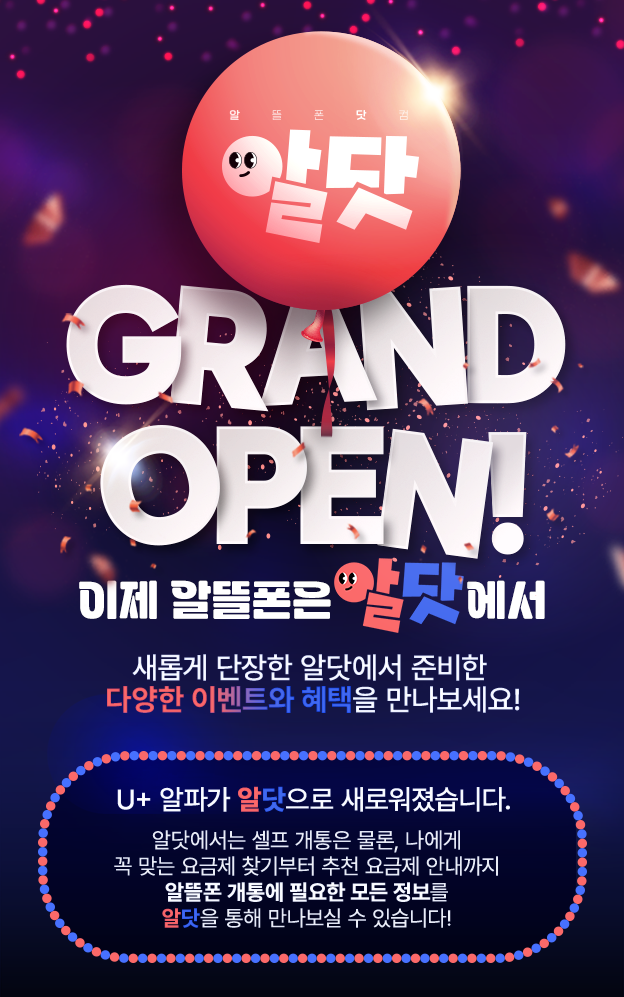 알 뜰 폰 닷 컴
알닷
GRAND
OPEN!
이제 알뜰폰은 알닷에서
새롭게 단장한 알닷에서 준비한
다양한 이벤트와 혜택을 만나보세요!
U+ 알파가 알닷으로 새로워졌습니다.
알닷에서는 셀프 개통은 물론, 나에게
꼭 맞는 요금제 찾기부터 추천 요금제 안내까지
알뜰폰 개통에 필요한 모든 정보를
알닷을 통해 만나보실 수 있습니다!